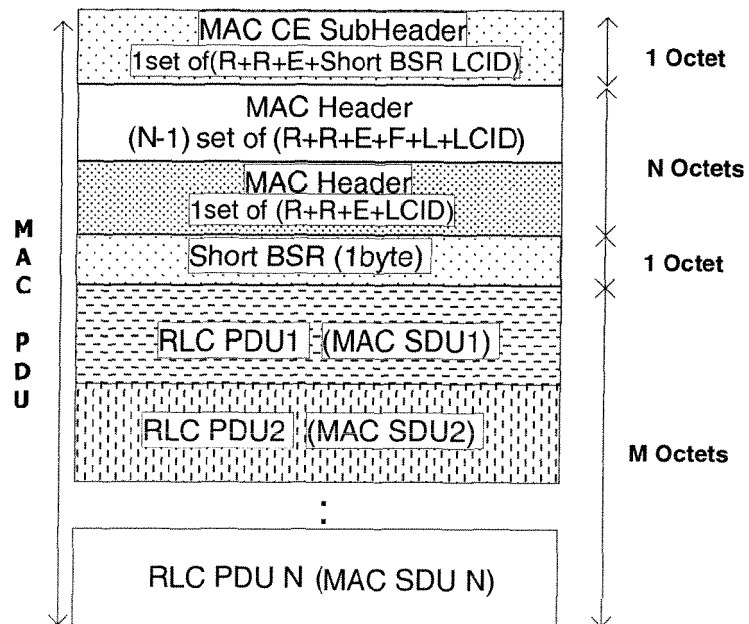 MAC CE SubHeader
1set of(R+R+E+Short BSR LCID)
1 Octet
MAC Header
(N-1) set of (R+R+E+F+L+LCID)
N Octets
MAC Header
1set of (R+R+E+LCID)
Short BSR (1byte)
1 Octet
MAC PDU
RLC PDU1 (MAC SDU1)
RLC PDU2 (MAC SDU2)
M Octets
:
RLC PDU N (MAC SDU N)